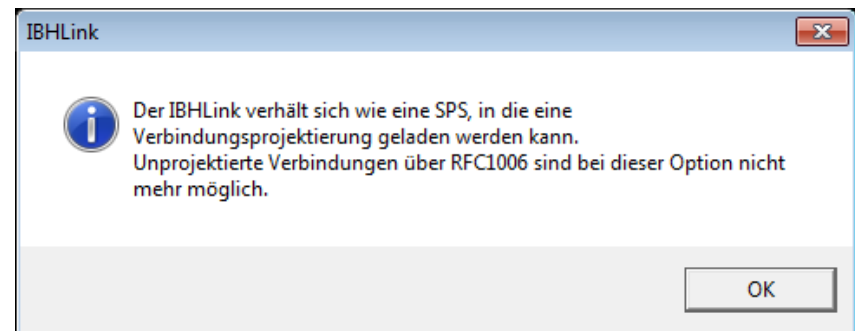 IBHLink
Der IBHLink verhält sich wie eine SPS, in die eine
Verbindungsprojektierung geladen werden kann.
Unprojektierte Verbindungen über RFC1006 sind bei dieser Option nicht
mehr möglich.
OK